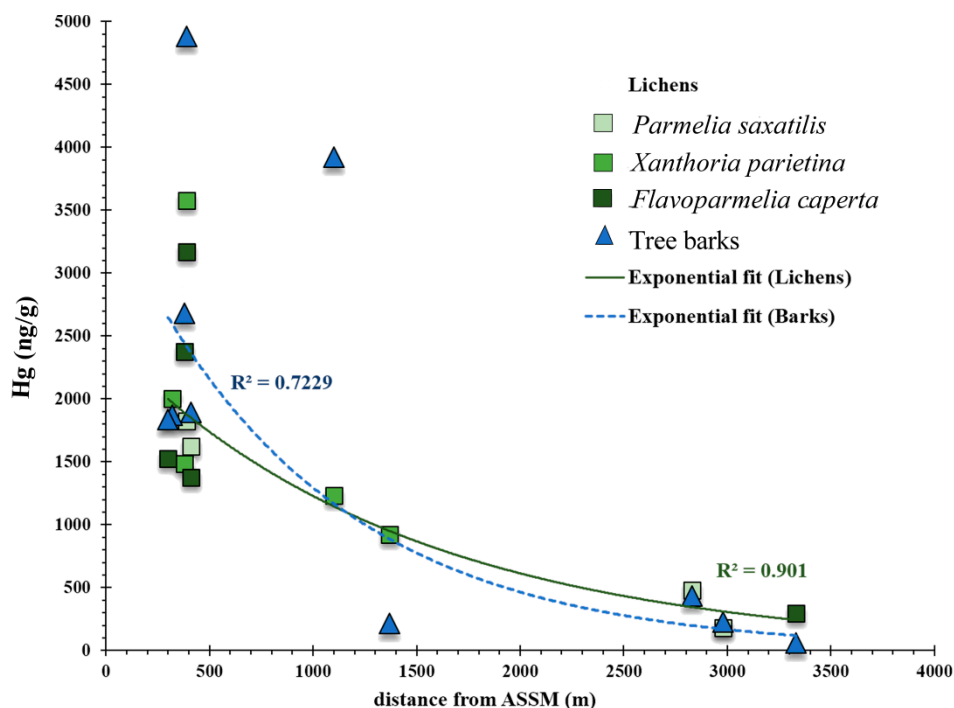 5000
4500
4000
3500
3000
2500
2000
1500
1000
500
0
Hg (ng/g)
Lichens
Parmelia saxatilis
Xanthoria parietina
Flavoparmelia caperta
Tree barks
Exponential fit (Lichens)
Exponential fit (Barks)
R² = 0.7229
R² = 0.901
0 500 1000 1500 2000 2500 3000 3500 4000
distance from ASSM (m)